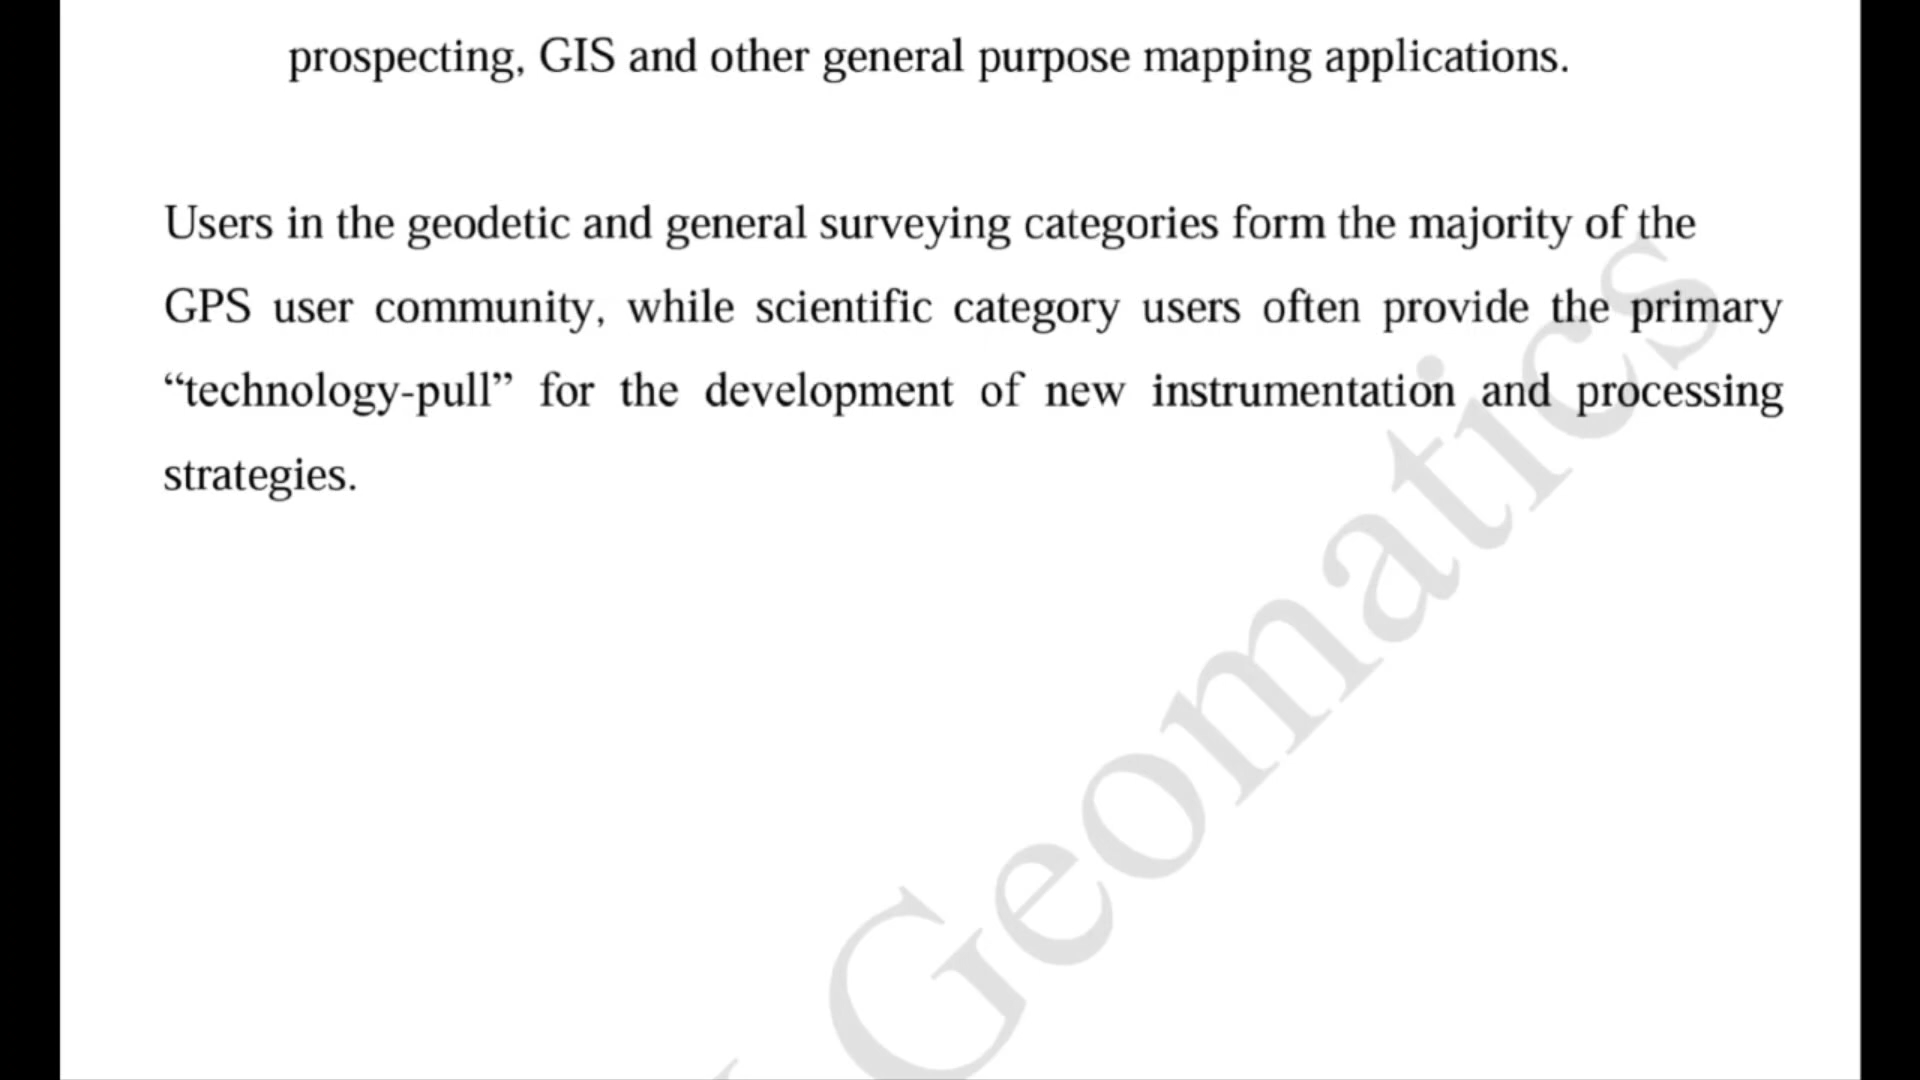 prospecting, GIS and other general purpose mapping applications.
Users in the geodetic and general surveying categories form the majority of the
GPS user community, while scientific category users often provide the primary
“technology-pull” for the development of new instrumentation and processing
strategies.
Geomatics